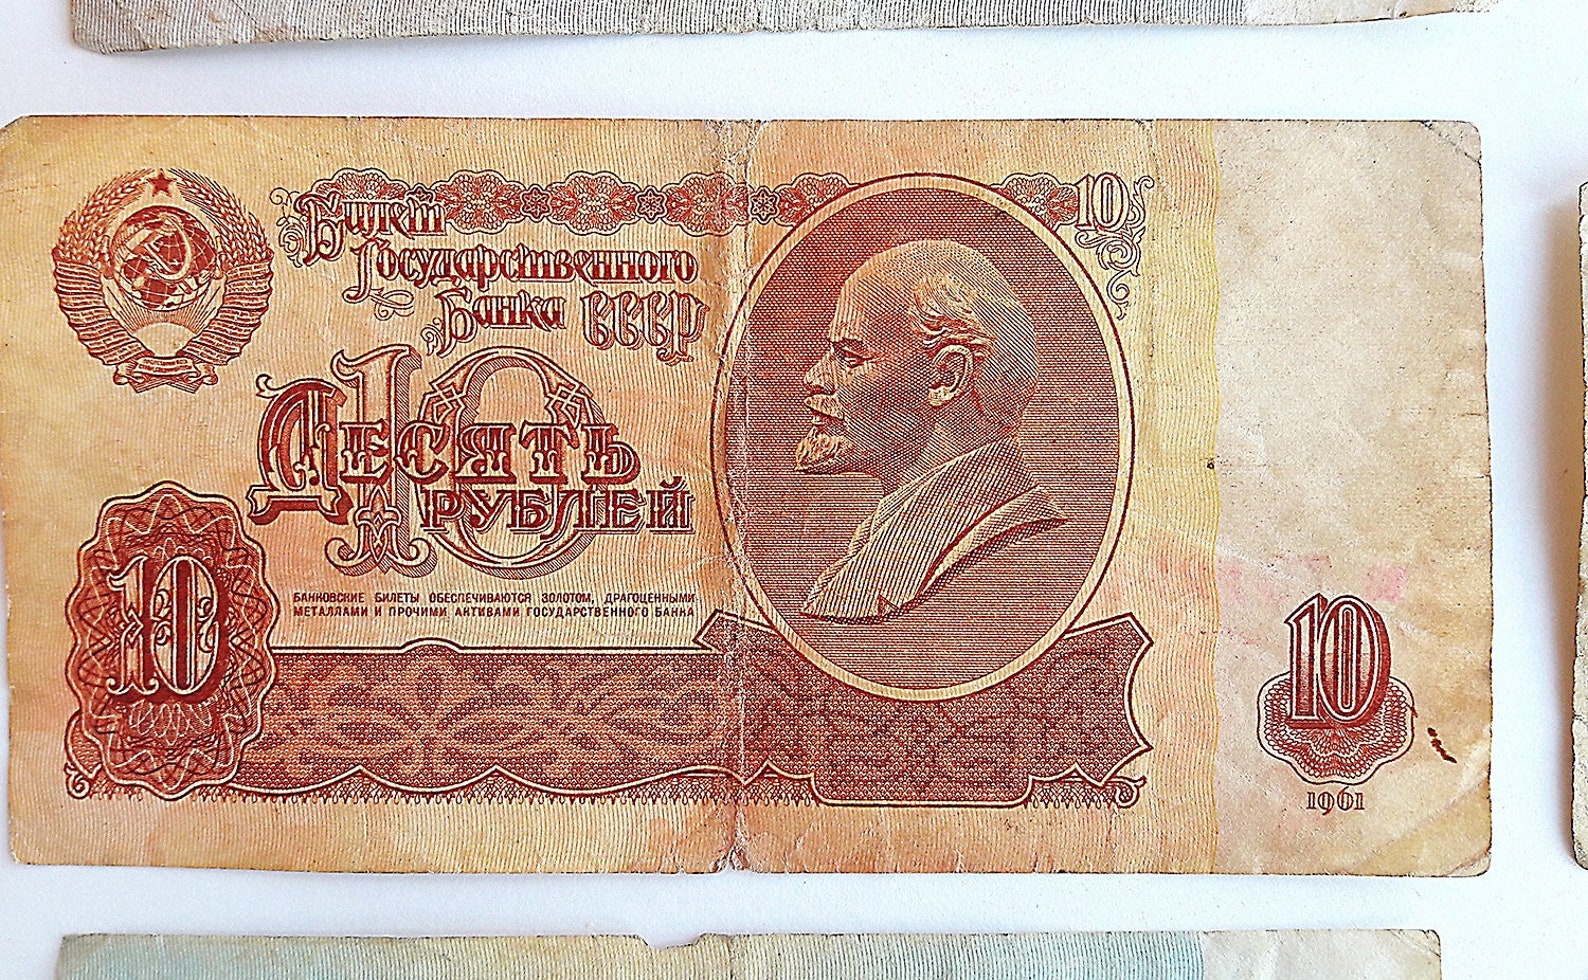 Билет
10
Государственного
Банка СССР
10
Десять
рублей
БАНКОВСКИЕ БИЛЕТЫ ОБЕСПЕЧИВАЮТСЯ ЗОЛОТОМ, ДРАГОЦЕННЫМИ
МЕТАЛЛАМИ И ПРОЧИМИ АКТИВАМИ ГОСУДАРСТВЕННОГО БАНКА
10
10
1961